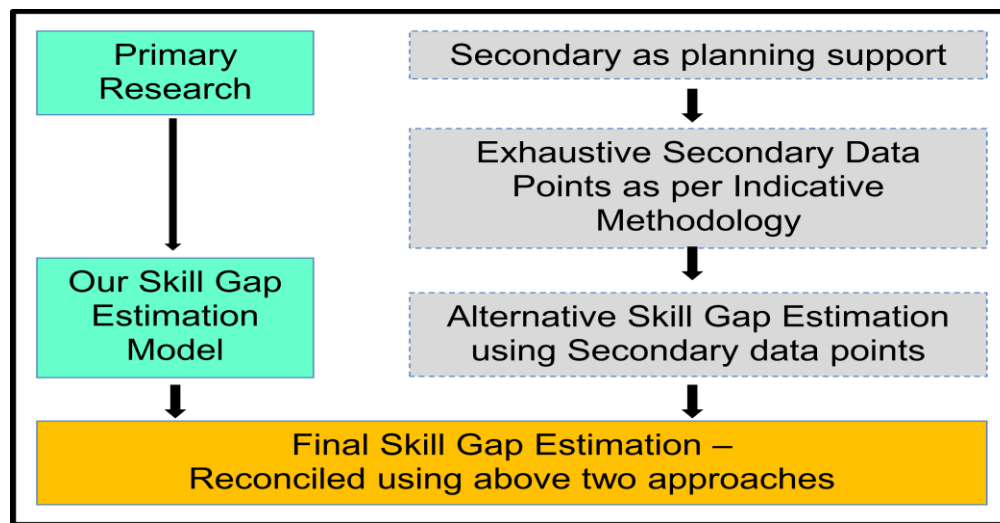 Primary
Research
Secondary as planning support
Exhaustive Secondary Data
Points as per Indicative
Methodology
Our Skill Gap
Estimation
Model
Alternative Skill Gap Estimation
using Secondary data points
Final Skill Gap Estimation –
Reconciled using above two approaches